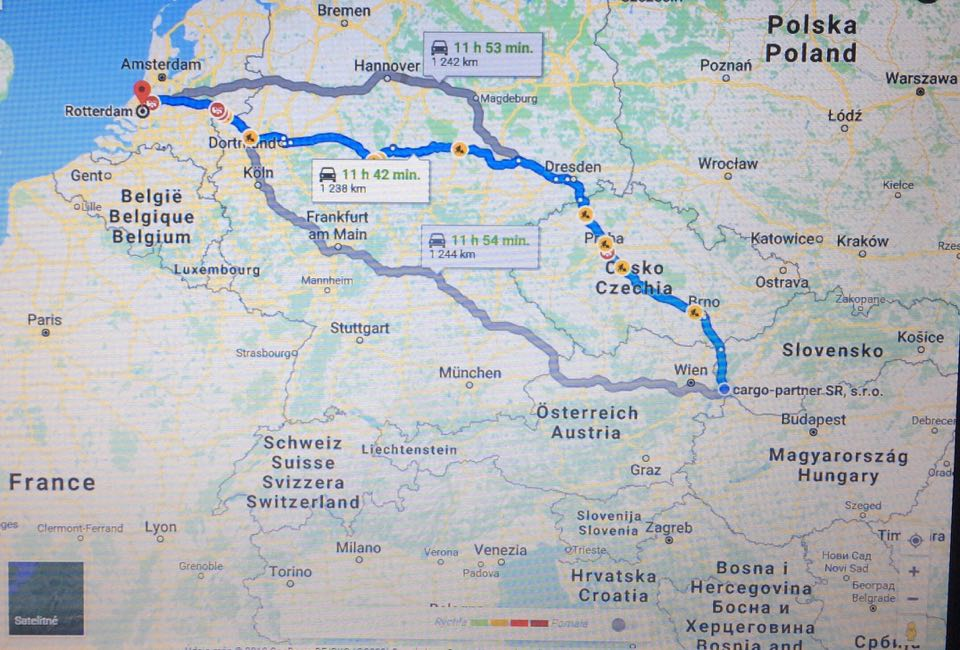 Bremen
Polska
Poland
11 h 53 min.
1 242 km
Amsterdam
Hannover
Poznań
Warszawa
Magdeburg
Rotterdam
Łódź
Dortmund
Dresden
Wrocław
11 h 42 min.
1 238 km
Gent
Köln
Kielce
België
Belgique
Belgium
Lille
Frankfurt
am Main
11 h 54 min.
1 244 km
Katowice
Kraków
Luxembourg
Česko
Czechia
Mannheim
Ostrava
Zakopane
Brno
Paris
Stuttgart
Strasbourg
Slovensko
Košice
München
Wien
cargo-partner SR, s.r.o.
Österreich
Austria
Budapest
Debrecen
Schweiz
Suisse
Svizzera
Switzerland
Liechtenstein
Graz
Magyarország
Hungary
France
Clermont-Ferrand
Lyon
Slovenija
Slovenia
Zagreb
Szeged
Milano
Verona
Venezia
Padova
Trieste
Grenoble
Torino
Hrvatska
Croatia
Bosna i
Hercegovina
Босна и
Херцеговина
Bosnia and
Нови Сад
Novi Sad
Београд
Belgrade
Satelitné
Rýchla
Pomalá